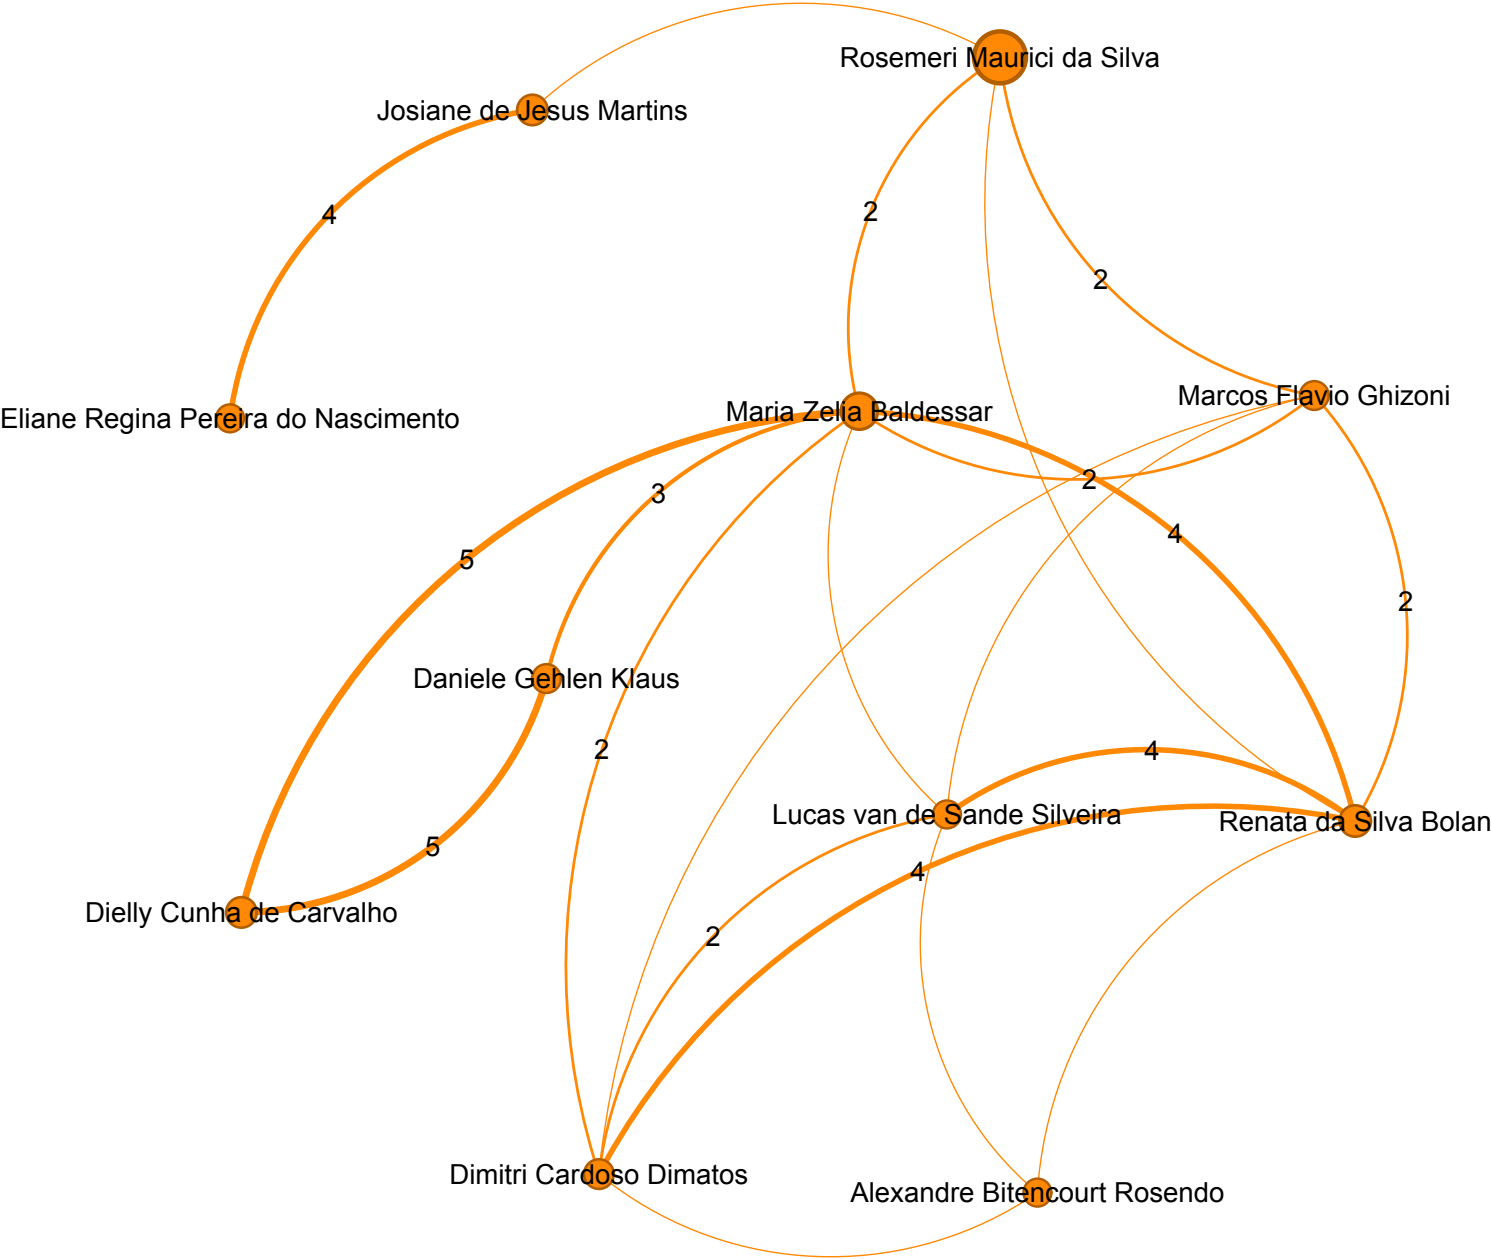 Rosemeri Maurici da Silva
Josiane de Jesus Martins
4
2
2
Marcos Flavio Ghizoni
Maria Zelia Baldessar
Eliane Regina Pereira do Nascimento
2
3
4
5
2
Daniele Gehlen Klaus
2
4
Lucas van de Sande Silveira
Renata da Silva Bolan
5
4
Dielly Cunha de Carvalho
2
Dimitri Cardoso Dimatos
Alexandre Bitencourt Rosendo